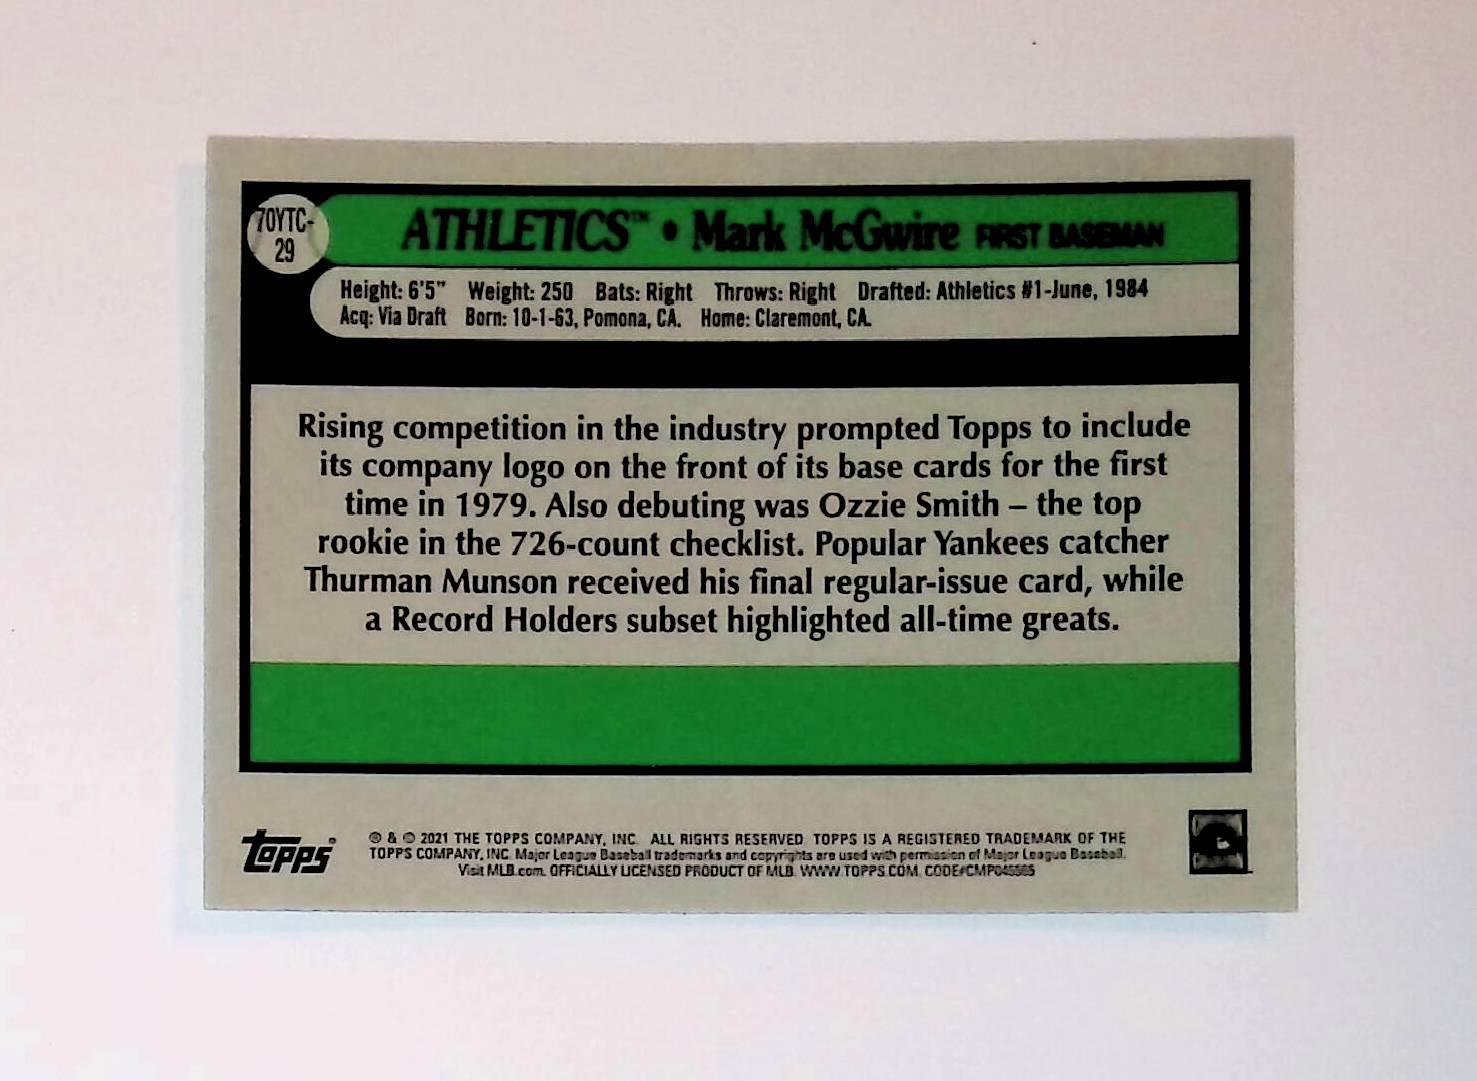 70YTC-
29
ATHLETICS™ • Mark McGwire FIRST BASEMAN
Height: 6'5" Weight: 250 Bats: Right Throws: Right Drafted: Athletics #1-June, 1984
Acq: Via Draft Born: 10-1-63, Pomona, CA. Home: Claremont, CA.
Rising competition in the industry prompted Topps to include
its company logo on the front of its base cards for the first
time in 1979. Also debuting was Ozzie Smith – the top
rookie in the 726-count checklist. Popular Yankees catcher
Thurman Munson received his final regular-issue card, while
a Record Holders subset highlighted all-time greats.
topps®
® & © 2021 THE TOPPS COMPANY, INC. ALL RIGHTS RESERVED. TOPPS IS A REGISTERED TRADEMARK OF THE
TOPPS COMPANY, INC. Major League Baseball trademarks and copyrights are used with permission of Major League Baseball.
Visit MLB.com. OFFICIALLY LICENSED PRODUCT OF MLB. WWW.TOPPS.COM. CODE#